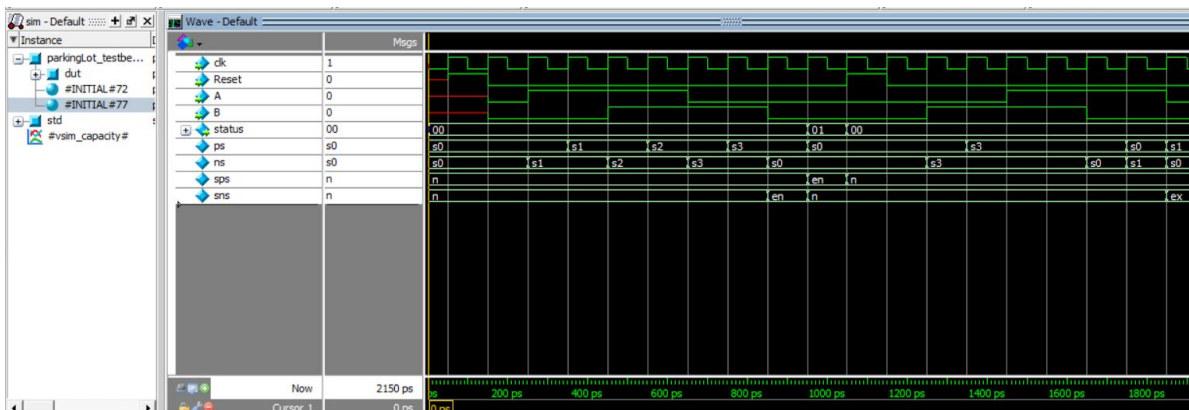 sim - Default
Wave - Default
Instance
Msgs
parkingLot_testbe...
dut
#INITIAL#72
#INITIAL#77
std
#vsim_capacity#
clk 1
Reset 0
A 0
B 0
status 00 00 01 00
ps s0 s0 s1 s2 s3 s0 s3 s0 s1
ns s0 s0 s1 s2 s3 s0 s3 s0 s1 s0
sps n n en n
sns n n en n ex
Now 2150 ps ps 200 ps 400 ps 600 ps 800 ps 1000 ps 1200 ps 1400 ps 1600 ps 1800 ps
Cursor 1 0 ps 0 ps